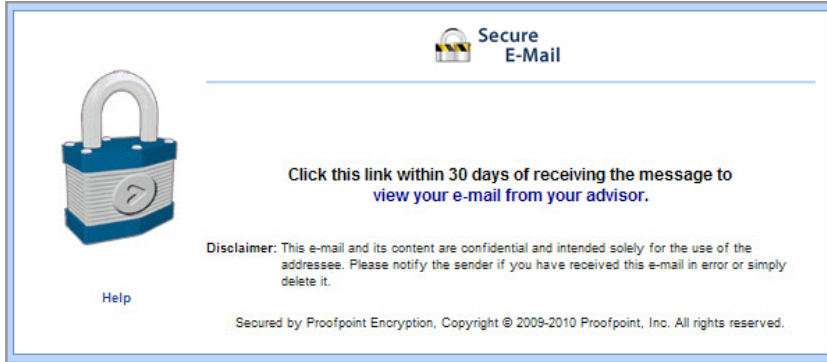 Secure
E-Mail
Click this link within 30 days of receiving the message to
view your e-mail from your advisor.
Disclaimer: This e-mail and its content are confidential and intended solely for the use of the
addressee. Please notify the sender if you have received this e-mail in error or simply
delete it.
Help
Secured by Proofpoint Encryption, Copyright © 2009-2010 Proofpoint, Inc. All rights reserved.